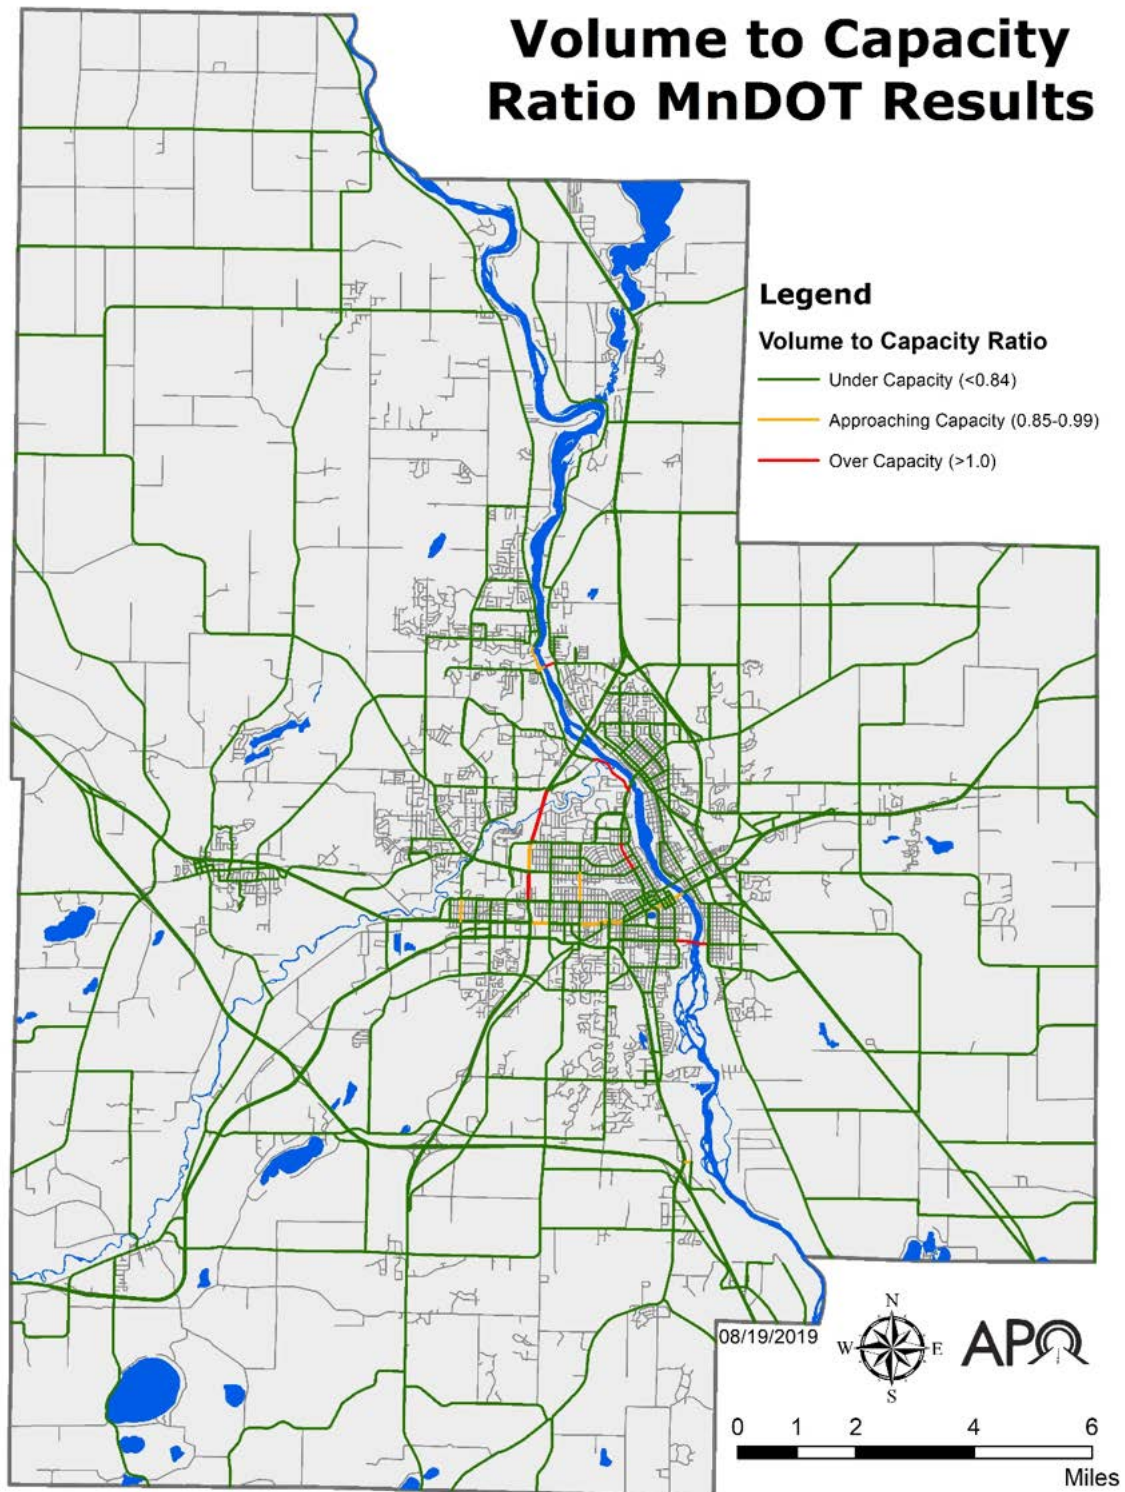 Volume to Capacity
Ratio MnDOT Results
Legend
Volume to Capacity Ratio
Under Capacity (<0.84)
Approaching Capacity (0.85-0.99)
Over Capacity (>1.0)
08/19/2019
N
W E
S
APO
0 1 2 4 6
Miles